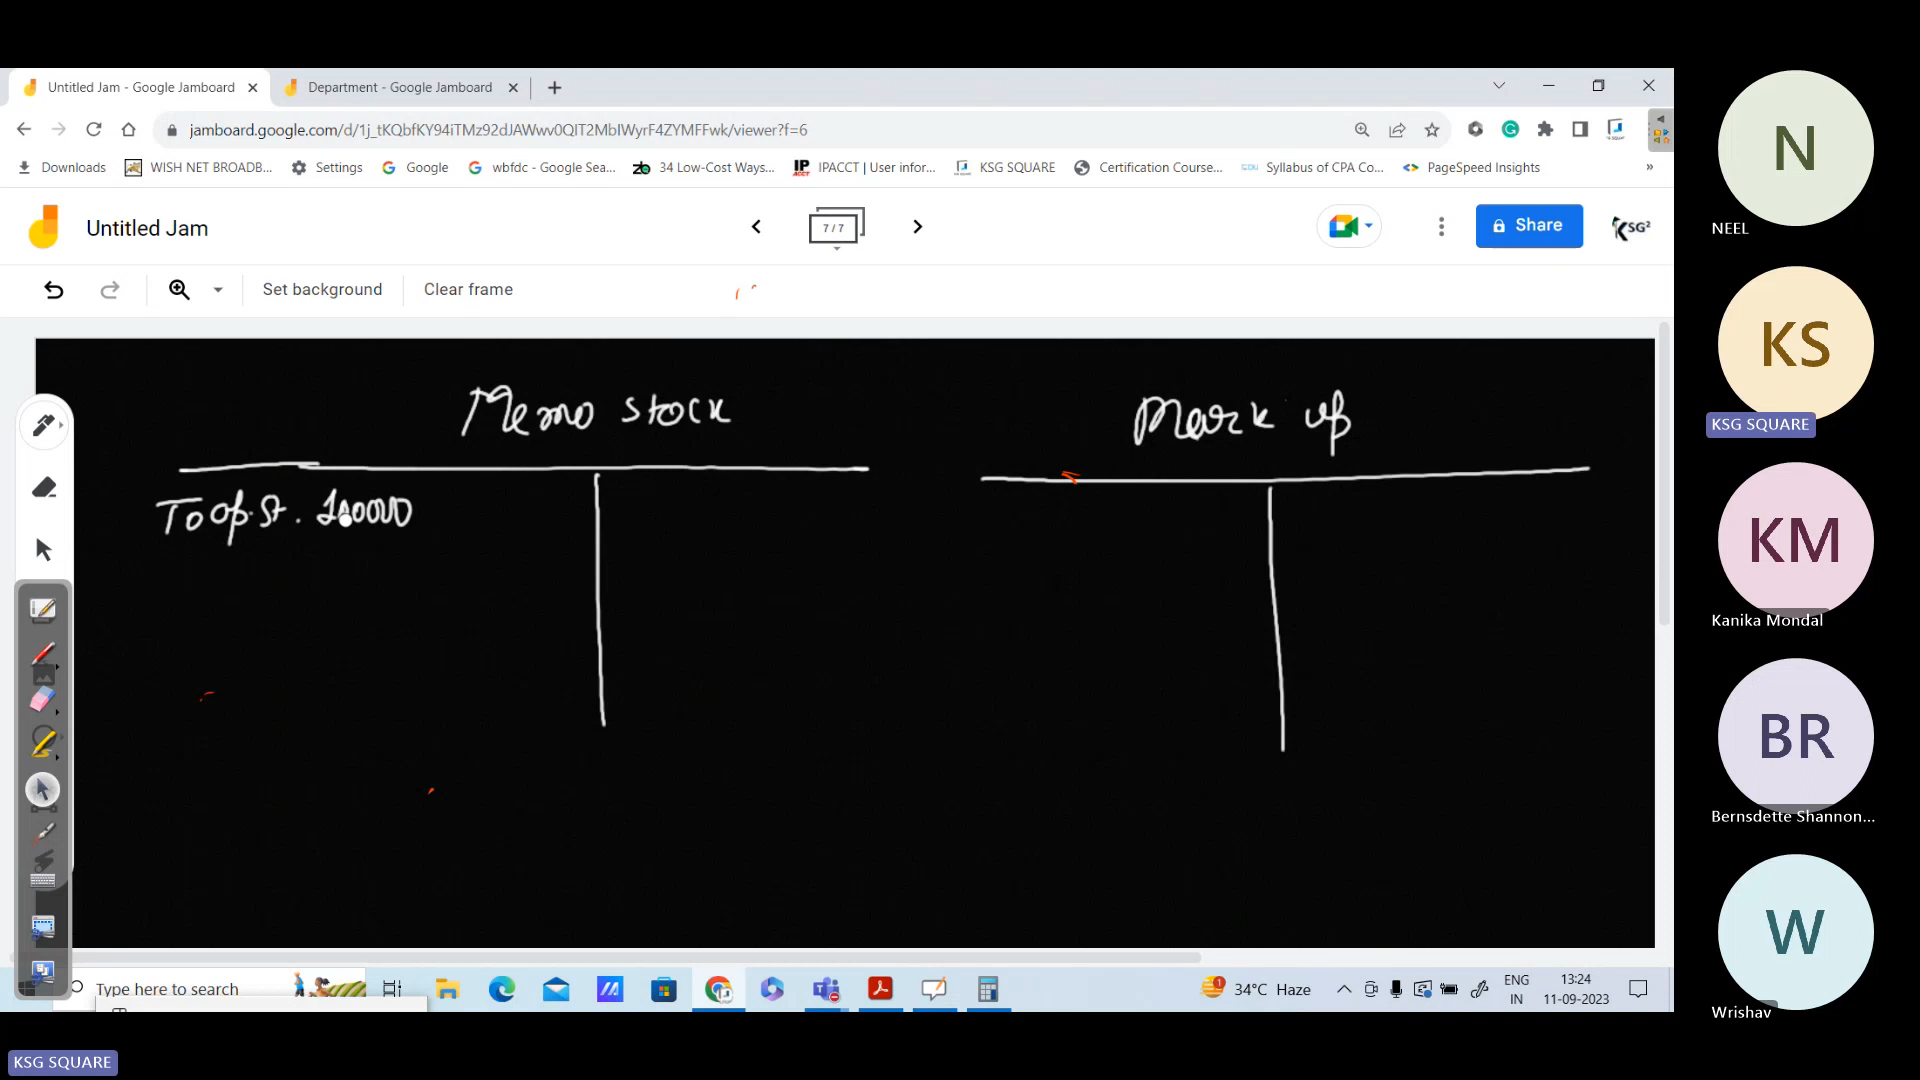 Untitled Jam - Google Jamboard
Department - Google Jamboard
jamboard.google.com/d/1j_tKQbfKY94iTMz92dJAWwv0QIT2MbIWyrF4ZYMFFwk/viewer?f=6
Downloads
WISH NET BROADB...
Settings
Google
wbfdc - Google Sea...
34 Low-Cost Ways...
IPACCT | User infor...
KSG SQUARE
Certification Course...
Syllabus of CPA Co...
PageSpeed Insights
»
Untitled Jam
7 / 7
Share
KSG²
Set background
Clear frame
Memo stock
Mark up
To op. St.
Type here to search
34°C Haze
ENG
IN
13:24
11-09-2023
N
NEEL
KS
KSG SQUARE
KM
Kanika Mondal
BR
Bernsdette Shannon...
W
Wrishav
KSG SQUARE